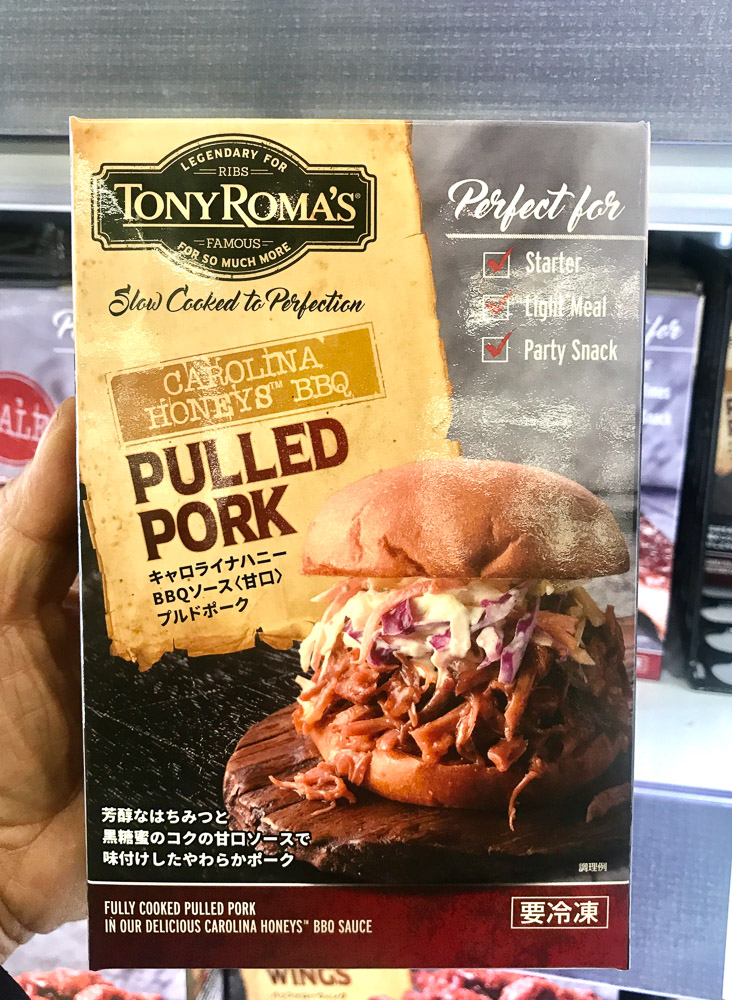 LEGENDARY FOR
RIBS
TONY ROMA'S®
FAMOUS
FOR SO MUCH MORE
Slow Cooked to Perfection
Perfect for
Starter
Light Meal
Party Snack
CAROLINA
HONEYS™ BBQ
PULLED
PORK
キャロライナハニー
BBQソース〈甘口〉
プルドポーク
芳醇なはちみつと
黒糖蜜のコクの甘口ソースで
味付けしたやわらかポーク
調理例
FULLY COOKED PULLED PORK
IN OUR DELICIOUS CAROLINA HONEYS™ BBQ SAUCE
要冷凍
WINGS